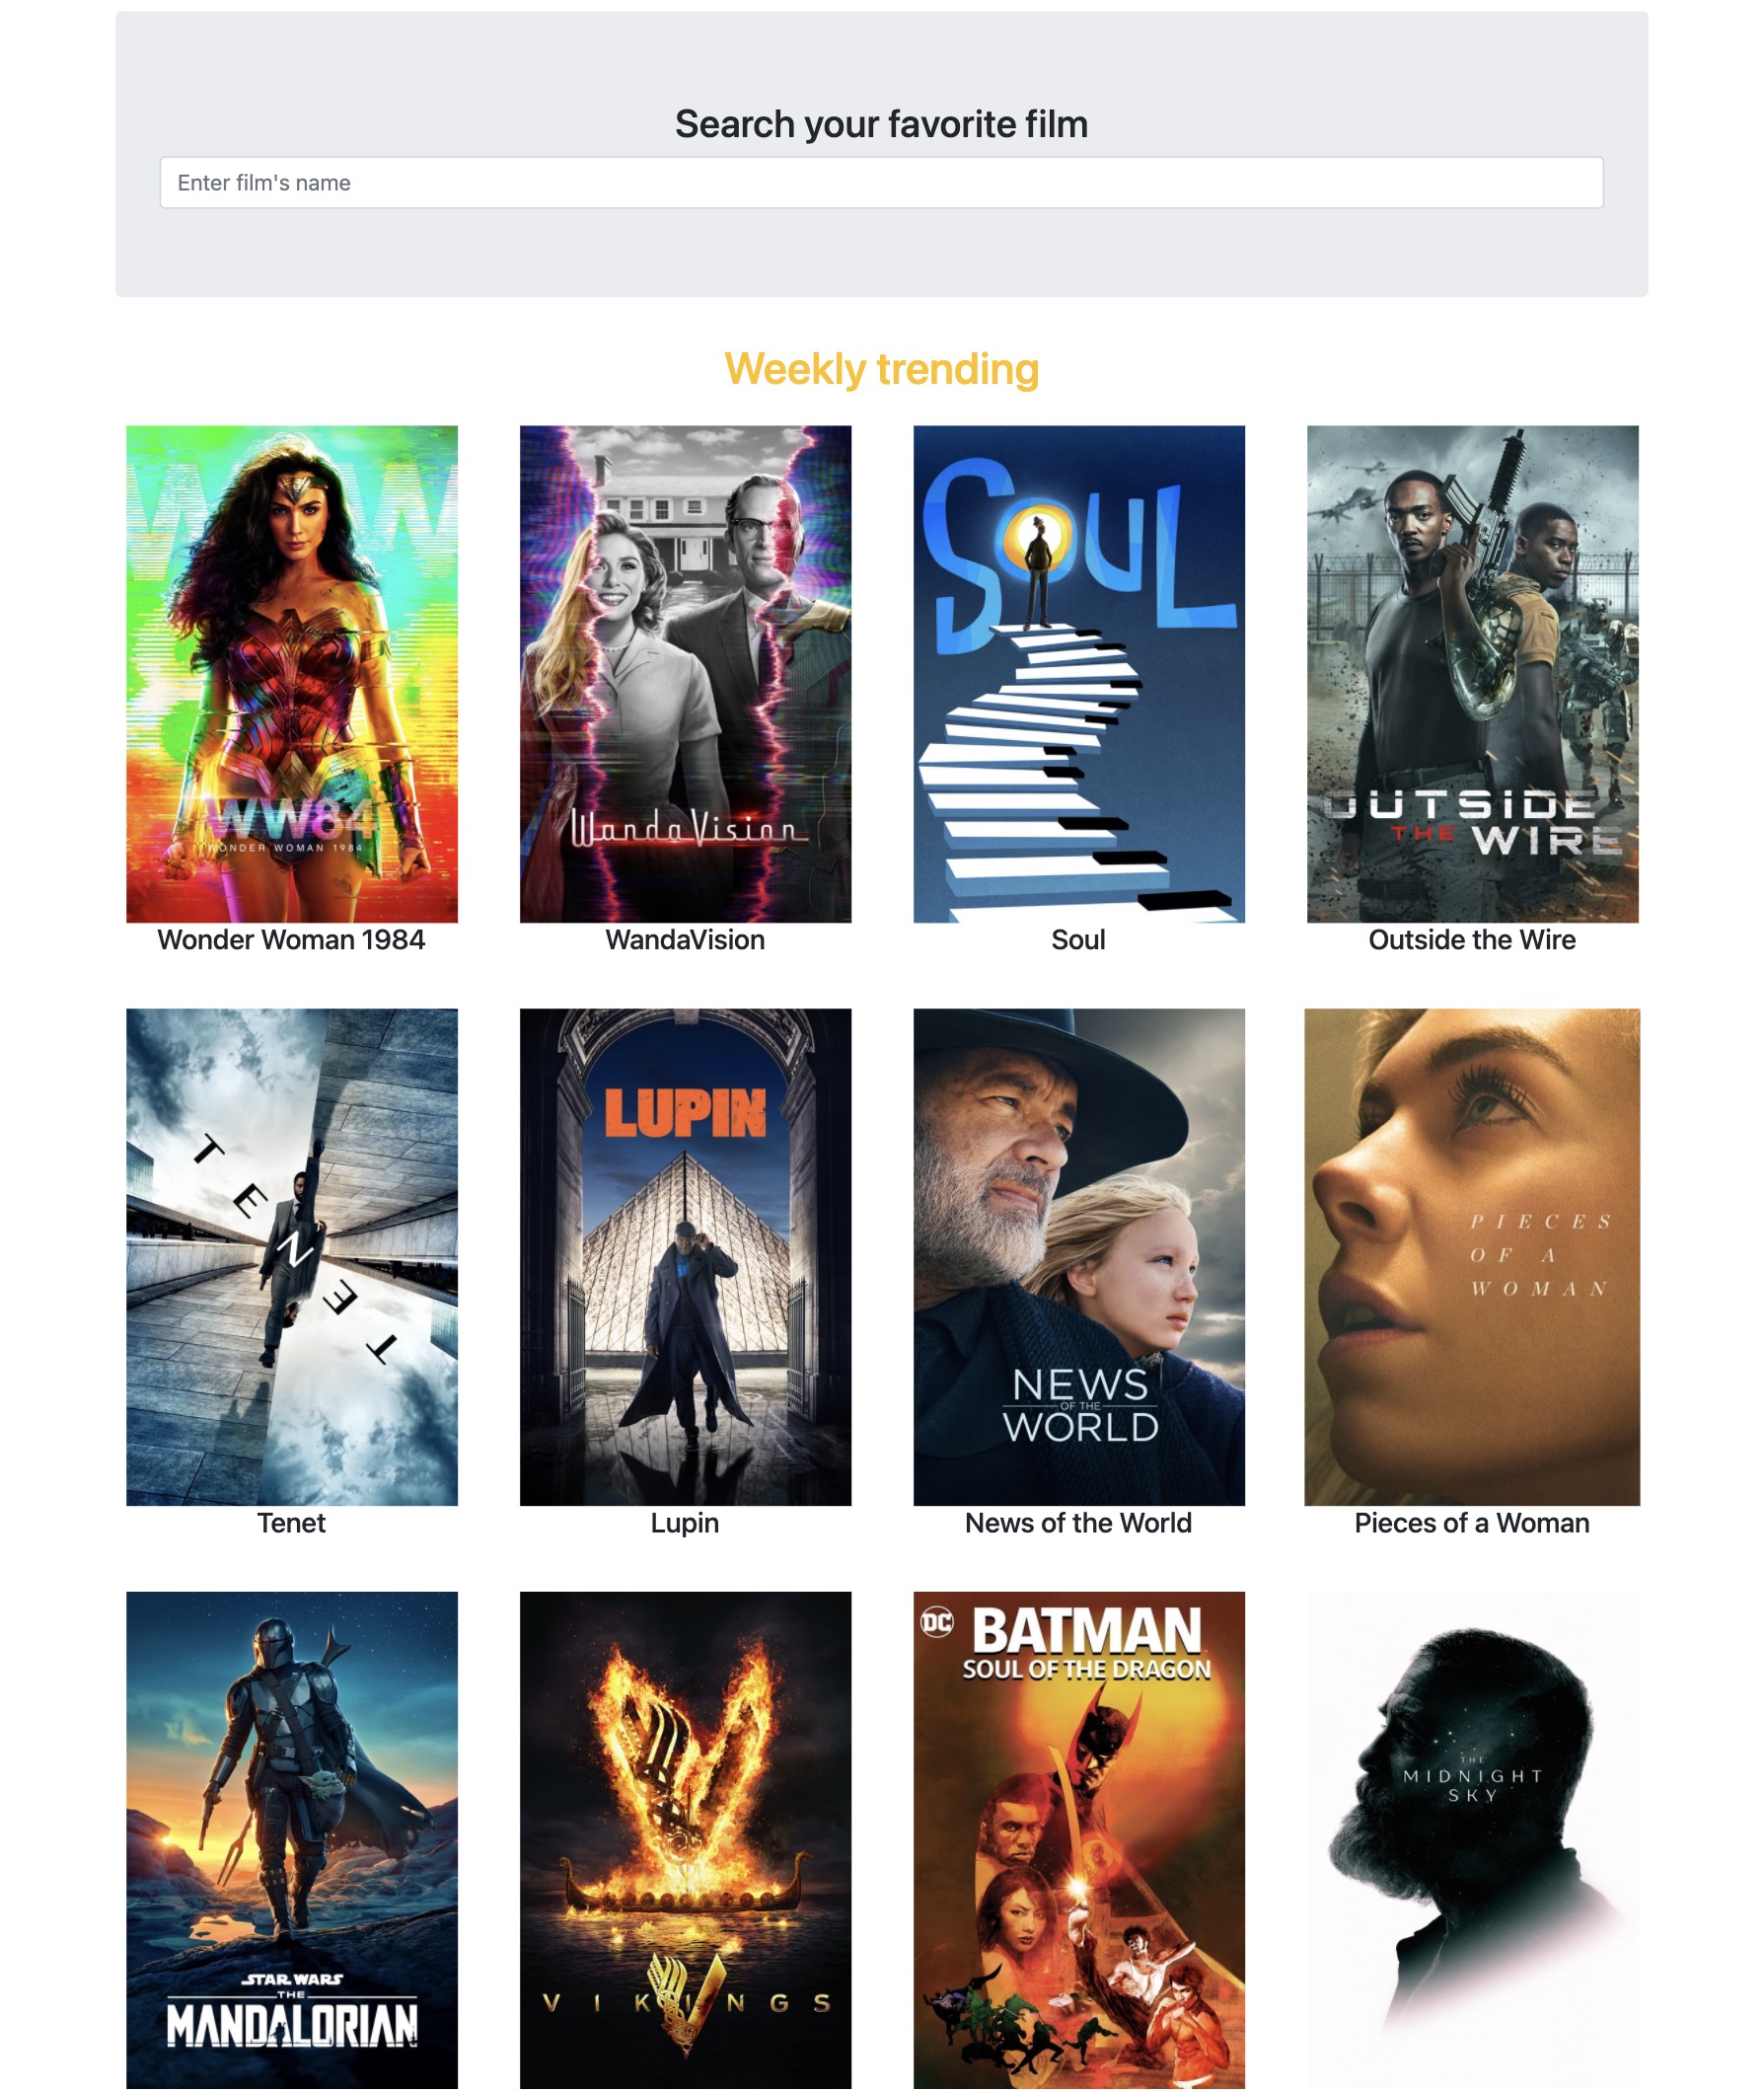 Search your favorite film
Enter film's name
Weekly trending
WW84
WONDER WOMAN 1984
WandaVision
SOUL
OUTSIDE
THE WIRE
Wonder Woman 1984
WandaVision
Soul
Outside the Wire
TENET
LUPIN
NEWS
OF THE
WORLD
PIECES
OF A
WOMAN
Tenet
Lupin
News of the World
Pieces of a Woman
STAR WARS
THE
MANDALORIAN
VIKINGS
DC
BATMAN
SOUL OF THE DRAGON
THE
MIDNIGHT
SKY